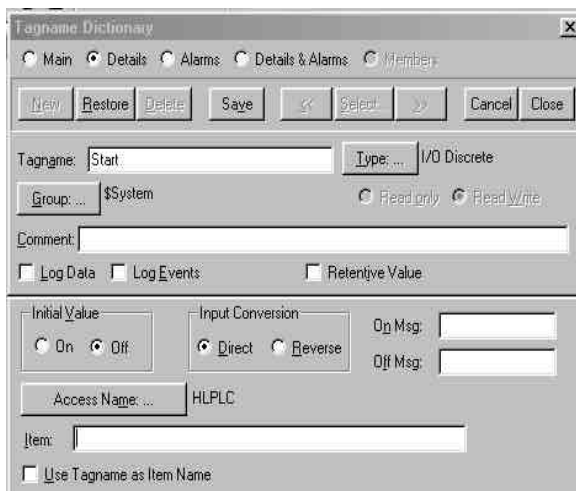 Tagname Dictionary
Main Details Alarms Details & Alarms Members
New Restore Delete Save << Select... >> Cancel Close
Tagname: Start Type: ... I/O Discrete
Group: ... $System Read only Read Write
Comment:
Log Data Log Events Retentive Value
Initial Value Input Conversion On Msg:
On Off Direct Reverse Off Msg:
Access Name: ... HLPLC
Item:
Use Tagname as Item Name